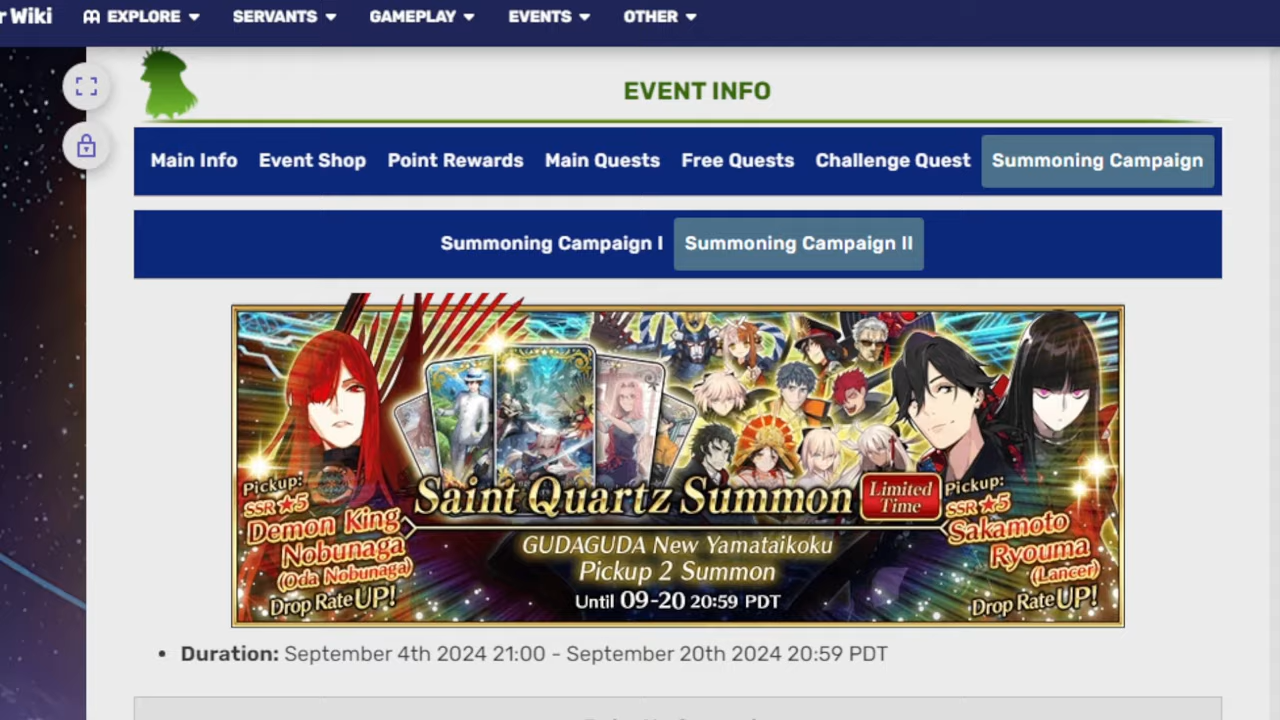 r Wiki EXPLORE SERVANTS GAMEPLAY EVENTS OTHER
EVENT INFO
Main Info Event Shop Point Rewards Main Quests Free Quests Challenge Quest Summoning Campaign
Summoning Campaign I Summoning Campaign II
Pickup:
SSR ★5
Demon King
Nobunaga
(Oda Nobunaga)
Drop Rate UP!
Saint Quartz Summon
Limited
Time
GUDAGUDA New Yamataikoku
Pickup 2 Summon
Until 09-20 20:59 PDT
Pickup:
SSR ★5
Sakamoto
Ryouma
(Lancer)
Drop Rate UP!
• Duration: September 4th 2024 21:00 - September 20th 2024 20:59 PDT